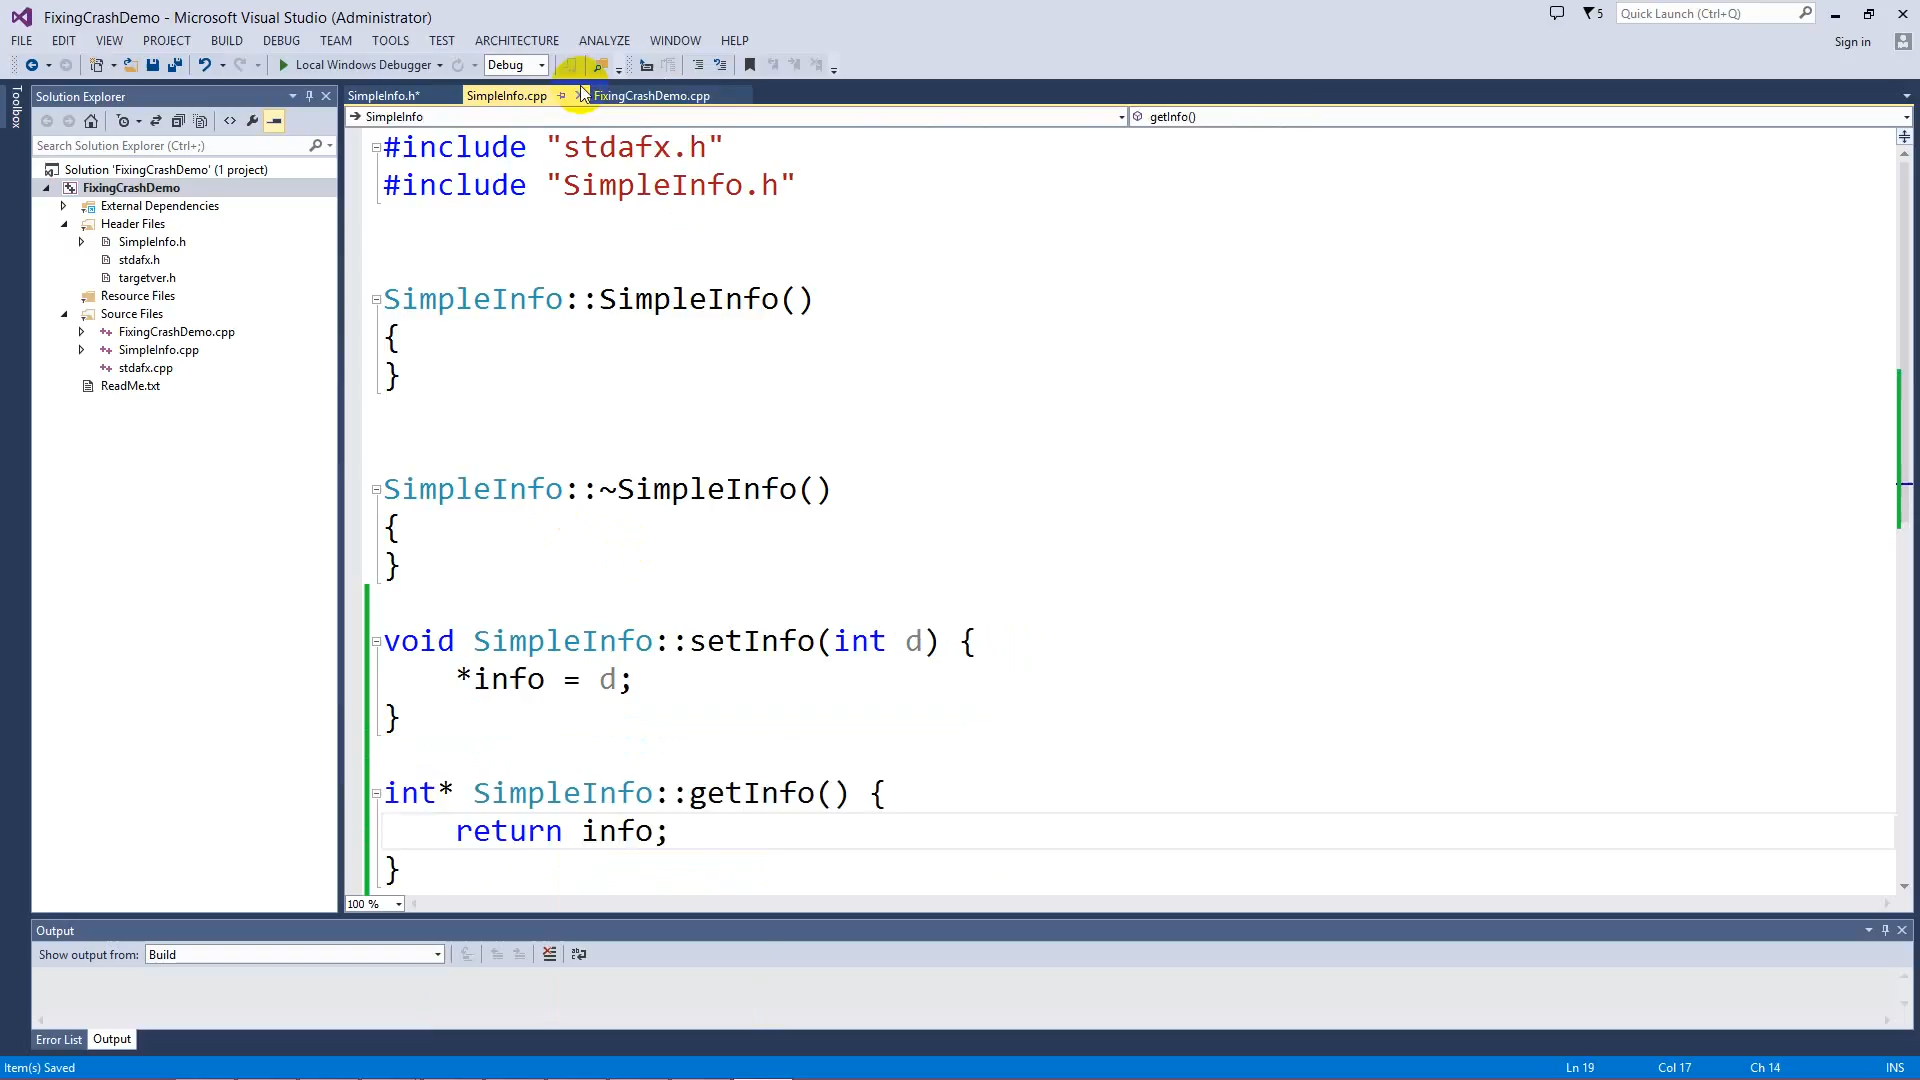 FixingCrashDemo - Microsoft Visual Studio (Administrator)
5
Quick Launch (Ctrl+Q)
FILE EDIT VIEW PROJECT BUILD DEBUG TEAM TOOLS TEST ARCHITECTURE ANALYZE WINDOW HELP
Sign in
Local Windows Debugger
Debug
Toolbox
Solution Explorer
Search Solution Explorer (Ctrl+;)
Solution 'FixingCrashDemo' (1 project)
FixingCrashDemo
External Dependencies
Header Files
SimpleInfo.h
stdafx.h
targetver.h
Resource Files
Source Files
FixingCrashDemo.cpp
SimpleInfo.cpp
stdafx.cpp
ReadMe.txt
SimpleInfo.h* SimpleInfo.cpp FixingCrashDemo.cpp
SimpleInfo getInfo()
#include "stdafx.h"
#include "SimpleInfo.h"
SimpleInfo::SimpleInfo()
{
}
SimpleInfo::~SimpleInfo()
{
}
void SimpleInfo::setInfo(int d) {
*info = d;
}
int* SimpleInfo::getInfo() {
return info;
}
100 %
Output
Show output from: Build
Error List Output
Item(s) Saved Ln 19 Col 17 Ch 14 INS